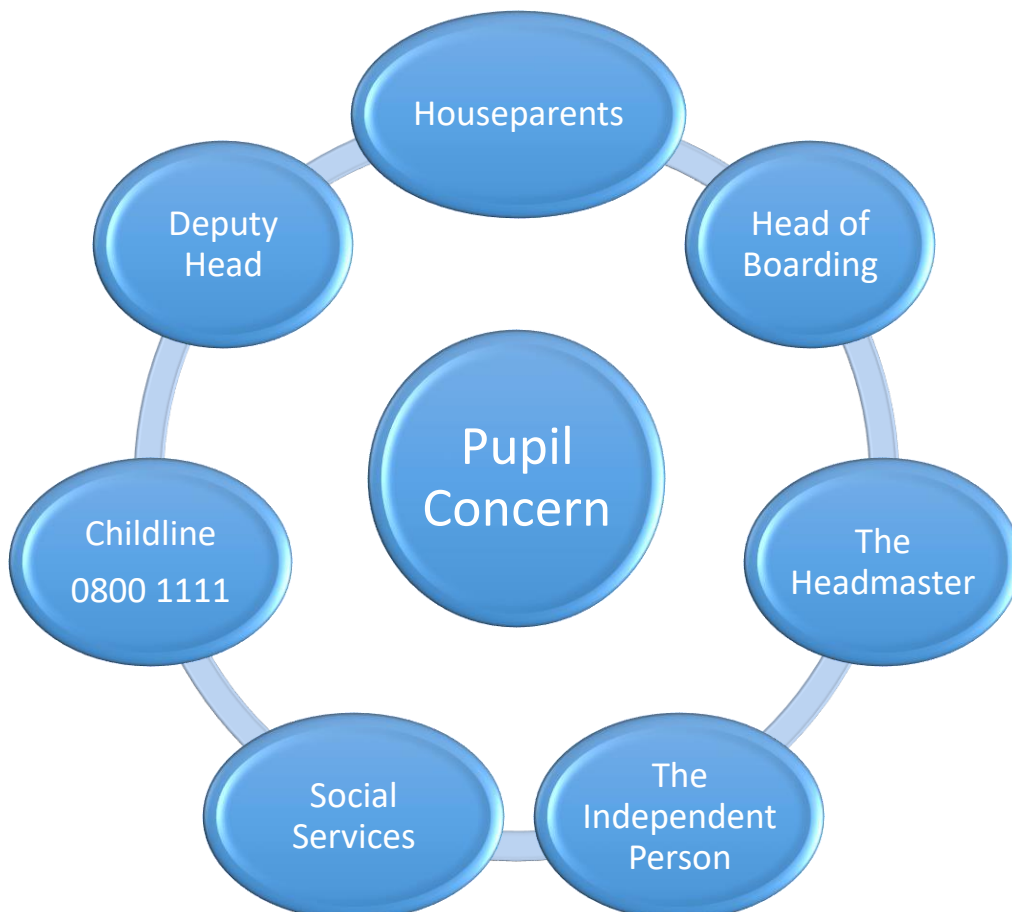 Houseparents
Head of
Boarding
The
Headmaster
The
Independent
Person
Social
Services
Childline
0800 1111
Deputy
Head
Pupil
Concern